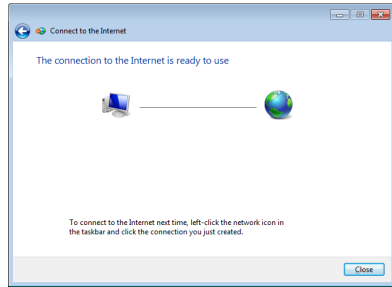 Connect to the Internet
The connection to the Internet is ready to use
To connect to the Internet next time, left-click the network icon in
the taskbar and click the connection you just created.
Close